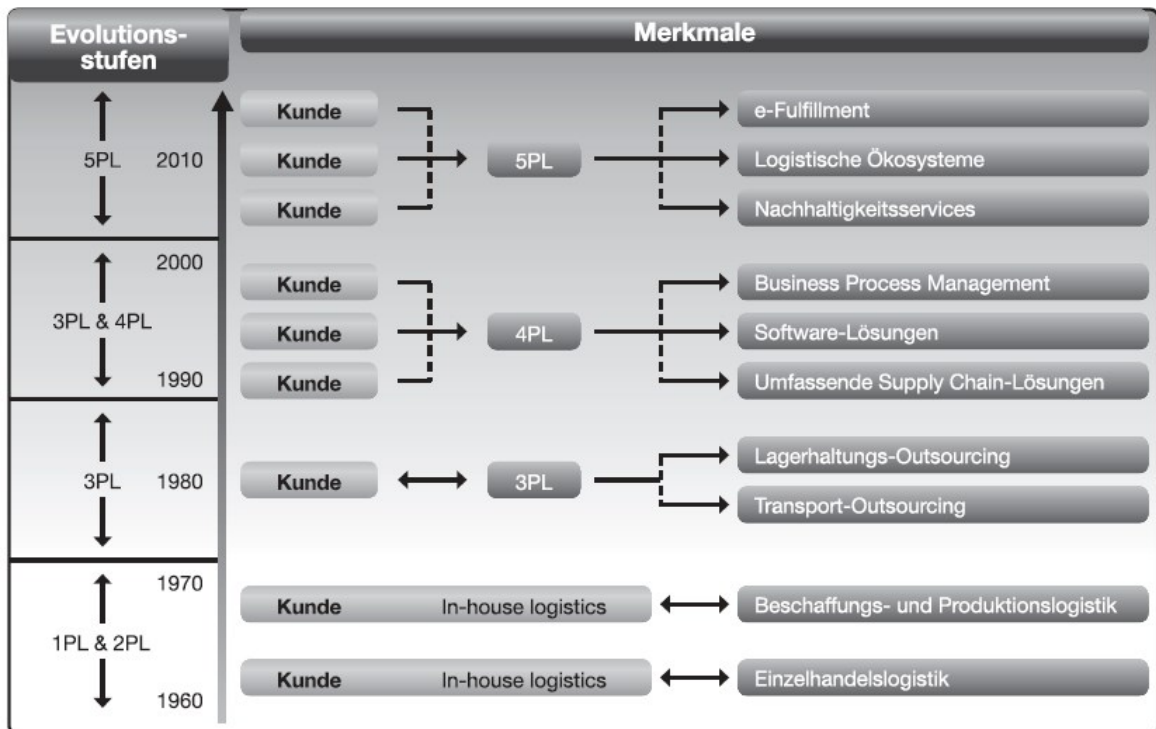 Evolutions-
stufen
Merkmale
5PL
2010
Kunde
Kunde
Kunde
5PL
e-Fulfillment
Logistische Ökosysteme
Nachhaltigkeitsservices
2000
3PL & 4PL
1990
Kunde
Kunde
Kunde
4PL
Business Process Management
Software-Lösungen
Umfassende Supply Chain-Lösungen
3PL
1980
Kunde
3PL
Lagerhaltungs-Outsourcing
Transport-Outsourcing
1970
1PL & 2PL
1960
Kunde In-house logistics
Beschaffungs- und Produktionslogistik
Kunde In-house logistics
Einzelhandelslogistik